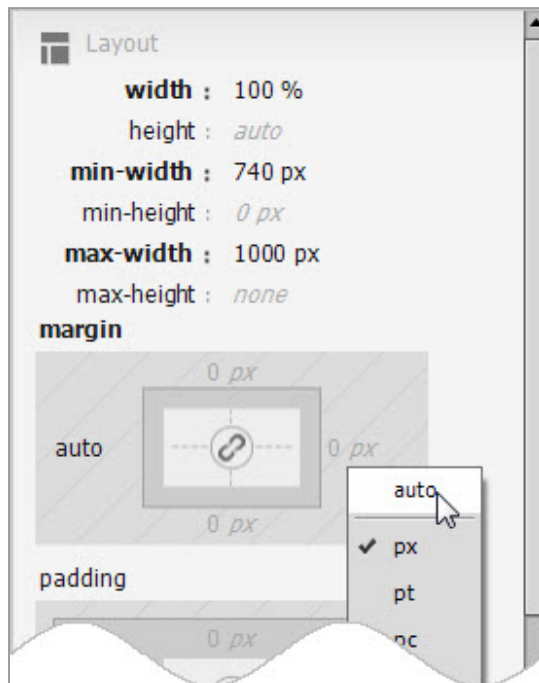 Layout
width : 100 %
height : auto
min-width : 740 px
min-height : 0 px
max-width : 1000 px
max-height : none
margin
0 px
auto
0 px
0 px
auto
px
pt
pc
padding
0 px